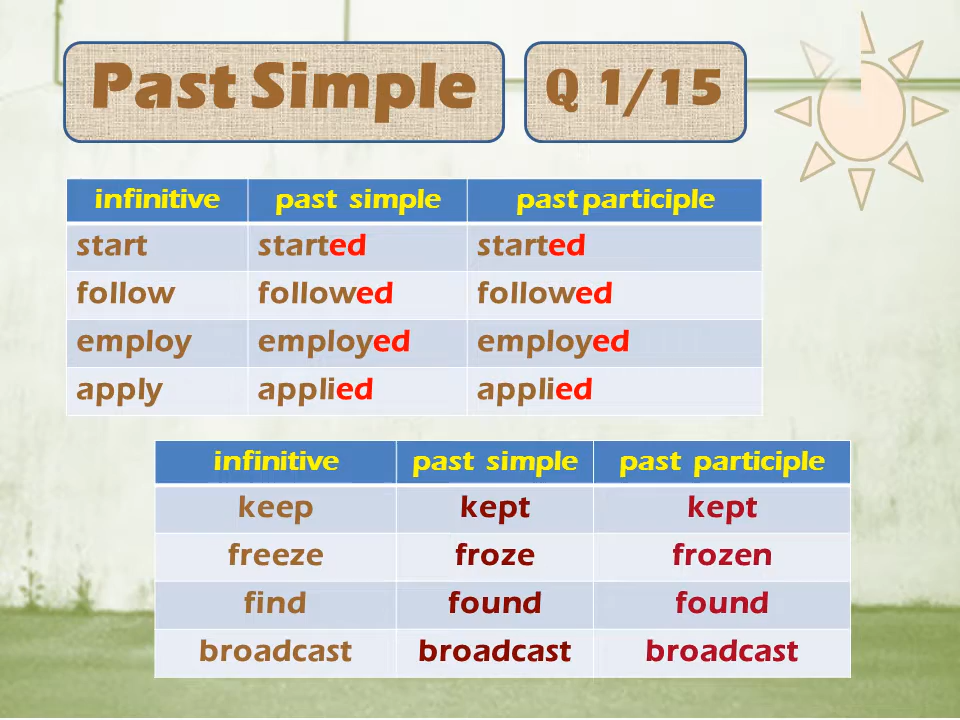 Past Simple Q 1/15
infinitive past simple past participle
start started started
follow followed followed
employ employed employed
apply applied applied
infinitive past simple past participle
keep kept kept
freeze froze frozen
find found found
broadcast broadcast broadcast